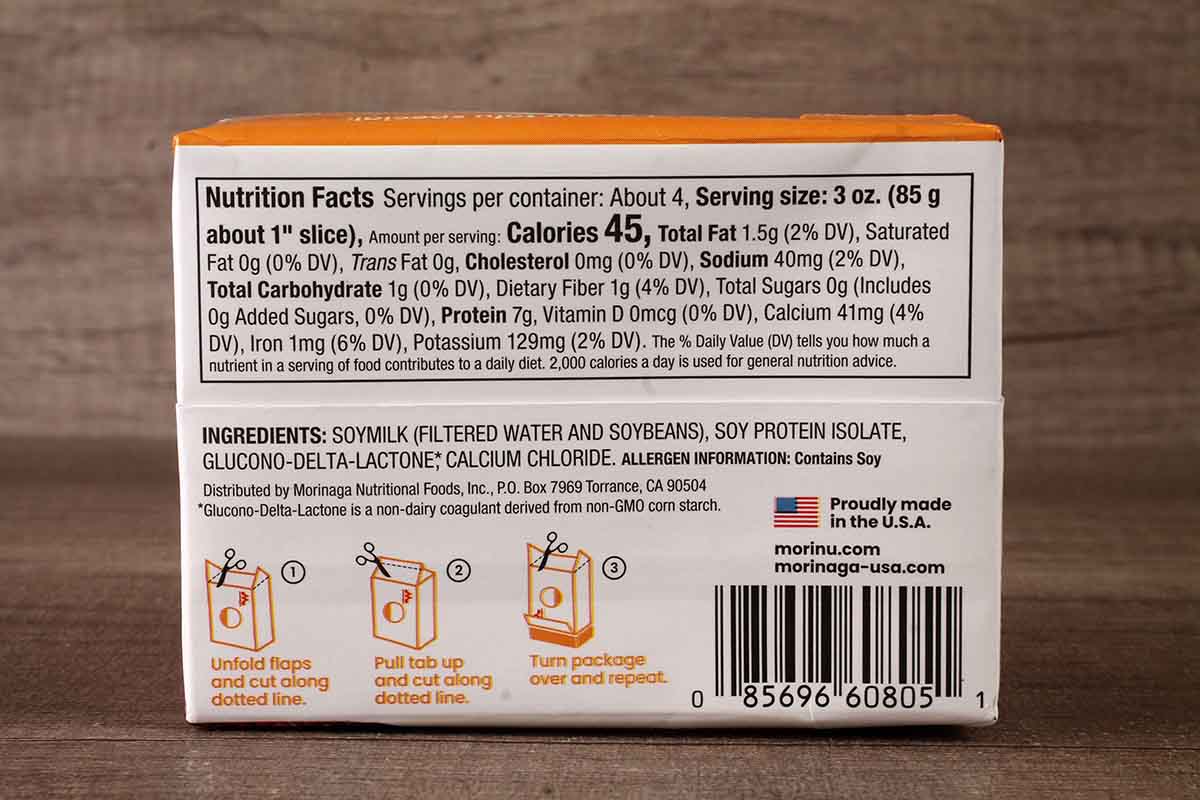 Nutrition Facts Servings per container: About 4, Serving size: 3 oz. (85 g
about 1" slice), Amount per serving: Calories 45, Total Fat 1.5g (2% DV), Saturated
Fat 0g (0% DV), Trans Fat 0g, Cholesterol 0mg (0% DV), Sodium 40mg (2% DV),
Total Carbohydrate 1g (0% DV), Dietary Fiber 1g (4% DV), Total Sugars 0g (Includes
0g Added Sugars, 0% DV), Protein 7g, Vitamin D 0mcg (0% DV), Calcium 41mg (4%
DV), Iron 1mg (6% DV), Potassium 129mg (2% DV). The % Daily Value (DV) tells you how much a
nutrient in a serving of food contributes to a daily diet. 2,000 calories a day is used for general nutrition advice.
INGREDIENTS: SOYMILK (FILTERED WATER AND SOYBEANS), SOY PROTEIN ISOLATE,
GLUCONO-DELTA-LACTONE,* CALCIUM CHLORIDE. ALLERGEN INFORMATION: Contains Soy
Distributed by Morinaga Nutritional Foods, Inc., P.O. Box 7969 Torrance, CA 90504
*Glucono-Delta-Lactone is a non-dairy coagulant derived from non-GMO corn starch.
Proudly made
in the U.S.A.
morinu.com
morinaga-usa.com
1
Unfold flaps
and cut along
dotted line.
2
Pull tab up
and cut along
dotted line.
3
Turn package
over and repeat.
0 85696 60805 1